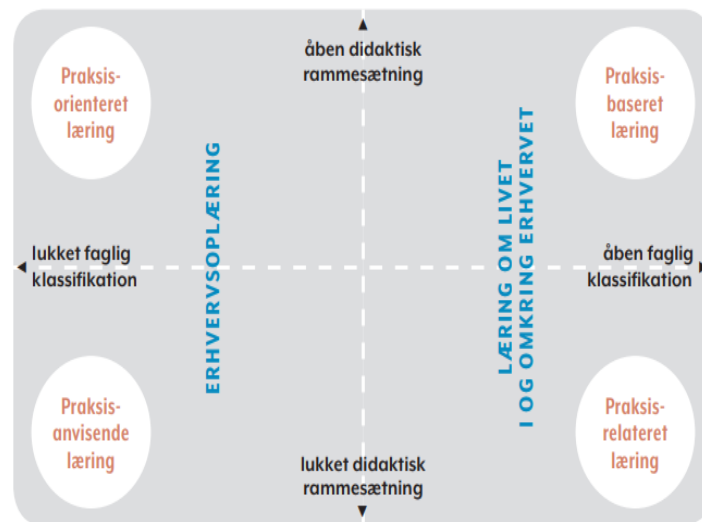 åben didaktisk
rammesætning
Praksis-
orienteret
læring
Praksis-
baseret
læring
ERHVERVSOPLÆRING
LÆRING OM LIVET
I OG OMKRING ERHVERVET
lukket faglig
klassifikation
åben faglig
klassifikation
Praksis-
anvisende
læring
Praksis-
relateret
læring
lukket didaktisk
rammesætning